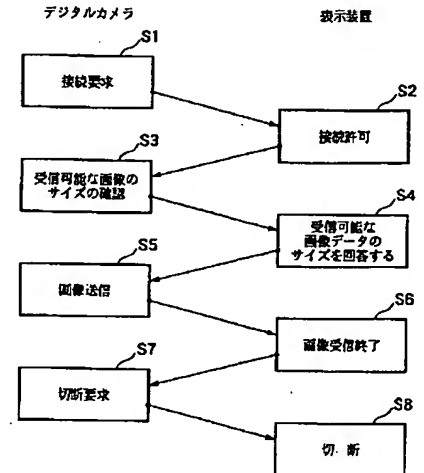 デジタルカメラ
表示装置
S1
接続要求
S2
接続許可
S3
受信可能な画像の
サイズの確認
S4
受信可能な
画像データの
サイズを回答する
S5
画像送信
S6
画像受信終了
S7
切断要求
S8
切 断